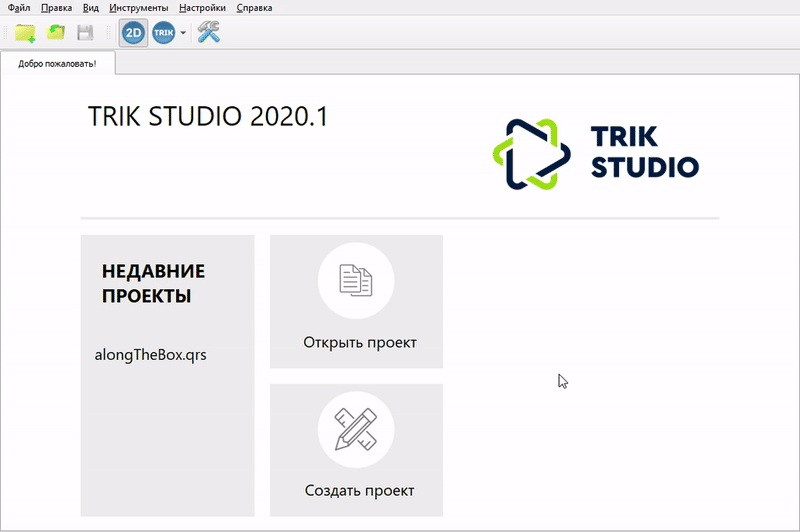 Файл Правка Вид Инструменты Настройки Справка
2D TRIK
Добро пожаловать!
TRIK STUDIO 2020.1
TRIK
STUDIO
НЕДАВНИЕ
ПРОЕКТЫ
alongTheBox.qrs
Открыть проект
Создать проект